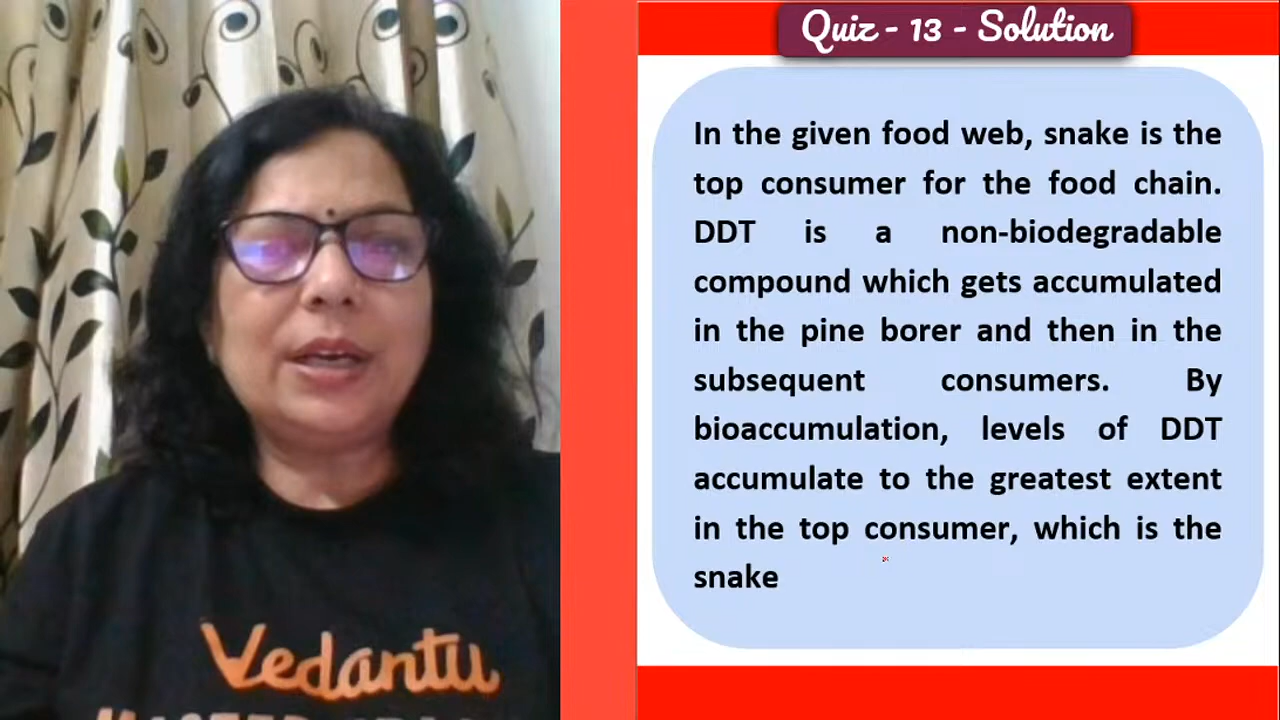 Quiz - 13 - Solution
In the given food web, snake is the
top consumer for the food chain.
DDT is a non-biodegradable
compound which gets accumulated
in the pine borer and then in the
subsequent consumers. By
bioaccumulation, levels of DDT
accumulate to the greatest extent
in the top consumer, which is the
snake
Vedantu